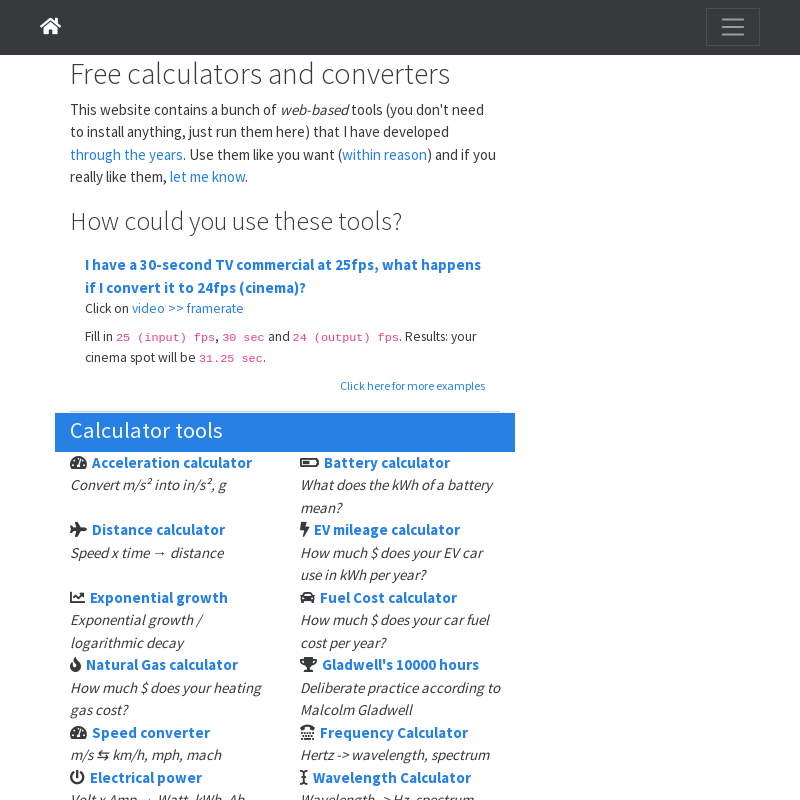 Free calculators and converters
This website contains a bunch of web-based tools (you don't need
to install anything, just run them here) that I have developed
through the years. Use them like you want (within reason) and if you
really like them, let me know.
How could you use these tools?
I have a 30-second TV commercial at 25fps, what happens
if I convert it to 24fps (cinema)?
Click on video >> framerate
Fill in 25 (input) fps, 30 sec and 24 (output) fps. Results: your
cinema spot will be 31.25 sec.
Click here for more examples
Calculator tools
Acceleration calculator
Convert m/s² into in/s², g
Battery calculator
What does the kWh of a battery
mean?
Distance calculator
Speed x time → distance
EV mileage calculator
How much $ does your EV car
use in kWh per year?
Exponential growth
Exponential growth /
logarithmic decay
Fuel Cost calculator
How much $ does your car fuel
cost per year?
Natural Gas calculator
How much $ does your heating
gas cost?
Gladwell's 10000 hours
Deliberate practice according to
Malcolm Gladwell
Speed converter
m/s ⇆ km/h, mph, mach
Frequency Calculator
Hertz -> wavelength, spectrum
Electrical power
Volt x Amp → Watt, kWh, Ah
Wavelength Calculator
Wavelength -> Hz, spectrum